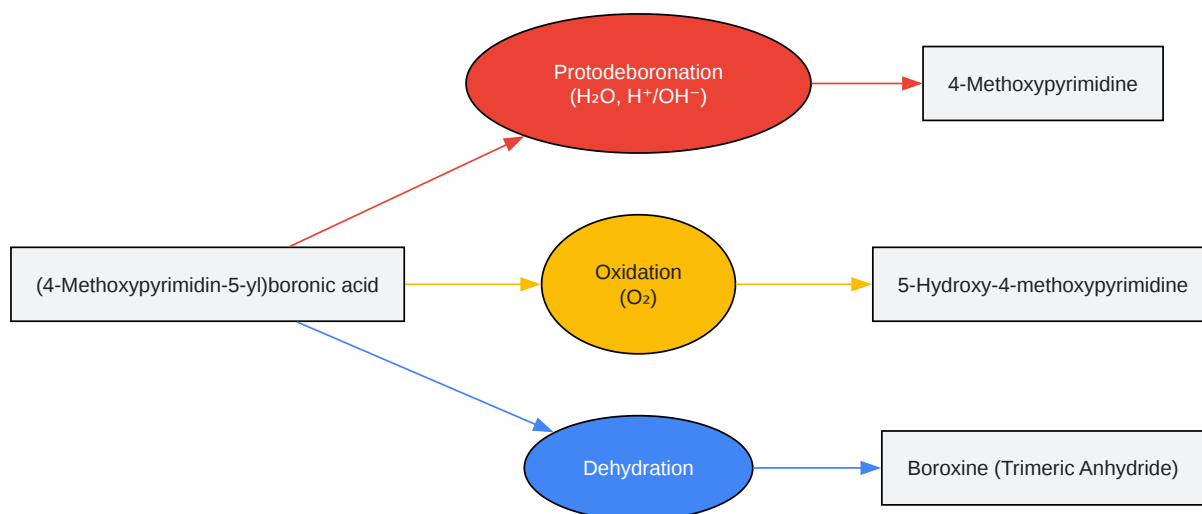 Protodeboronation
(H₂O, H⁺/OH⁻)
4-Methoxypyrimidine
(4-Methoxypyrimidin-5-yl)boronic acid
Oxidation
(O₂)
5-Hydroxy-4-methoxypyrimidine
Dehydration
Boroxine (Trimeric Anhydride)